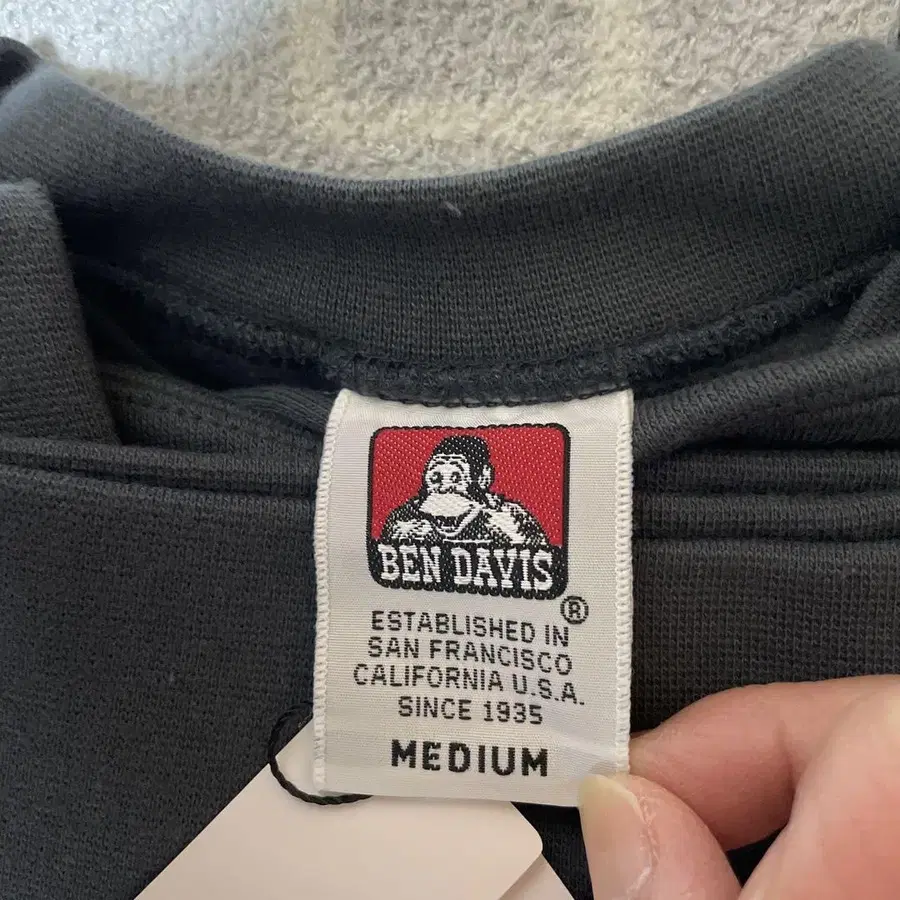 BEN DAVIS
®
ESTABLISHED IN
SAN FRANCISCO
CALIFORNIA U.S.A.
SINCE 1935
MEDIUM